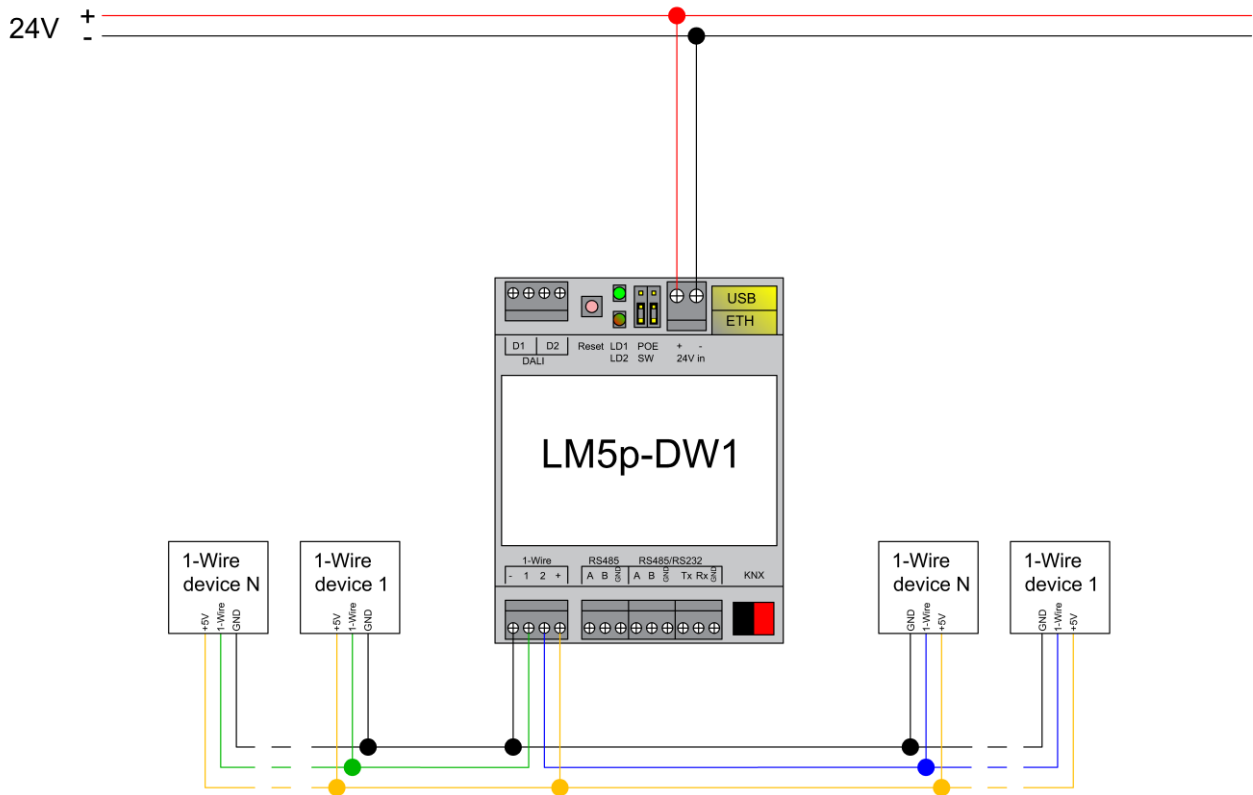 24V
+
-
USB
ETH
D1 D2
DALI
Reset LD1 POE + -
LD2 SW 24V in
LM5p-DW1
1-Wire RS485 RS485/RS232
- 1 2 + A B GND A B GND Tx Rx GND KNX
1-Wire
device N
+5V 1-Wire GND
1-Wire
device 1
+5V 1-Wire GND
1-Wire
device N
GND 1-Wire +5V
1-Wire
device 1
GND 1-Wire +5V